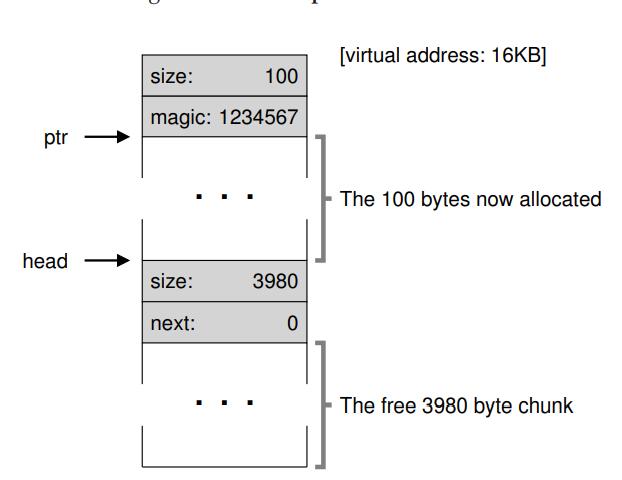 [virtual address: 16KB]
size: 100
magic: 1234567
ptr
. . .
The 100 bytes now allocated
head
size: 3980
next: 0
. . .
The free 3980 byte chunk